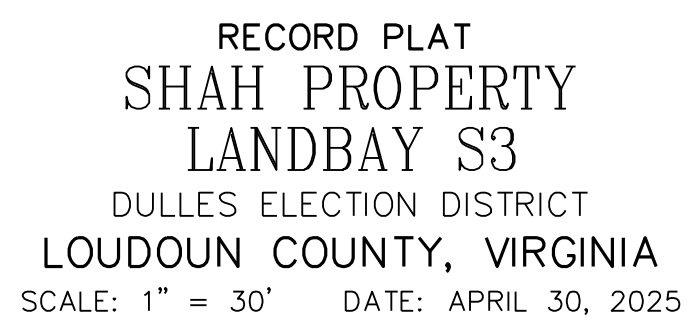 RECORD PLAT
SHAH PROPERTY
LANDBAY S3
DULLES ELECTION DISTRICT
LOUDOUN COUNTY, VIRGINIA
SCALE: 1” = 30’ DATE: APRIL 30, 2025